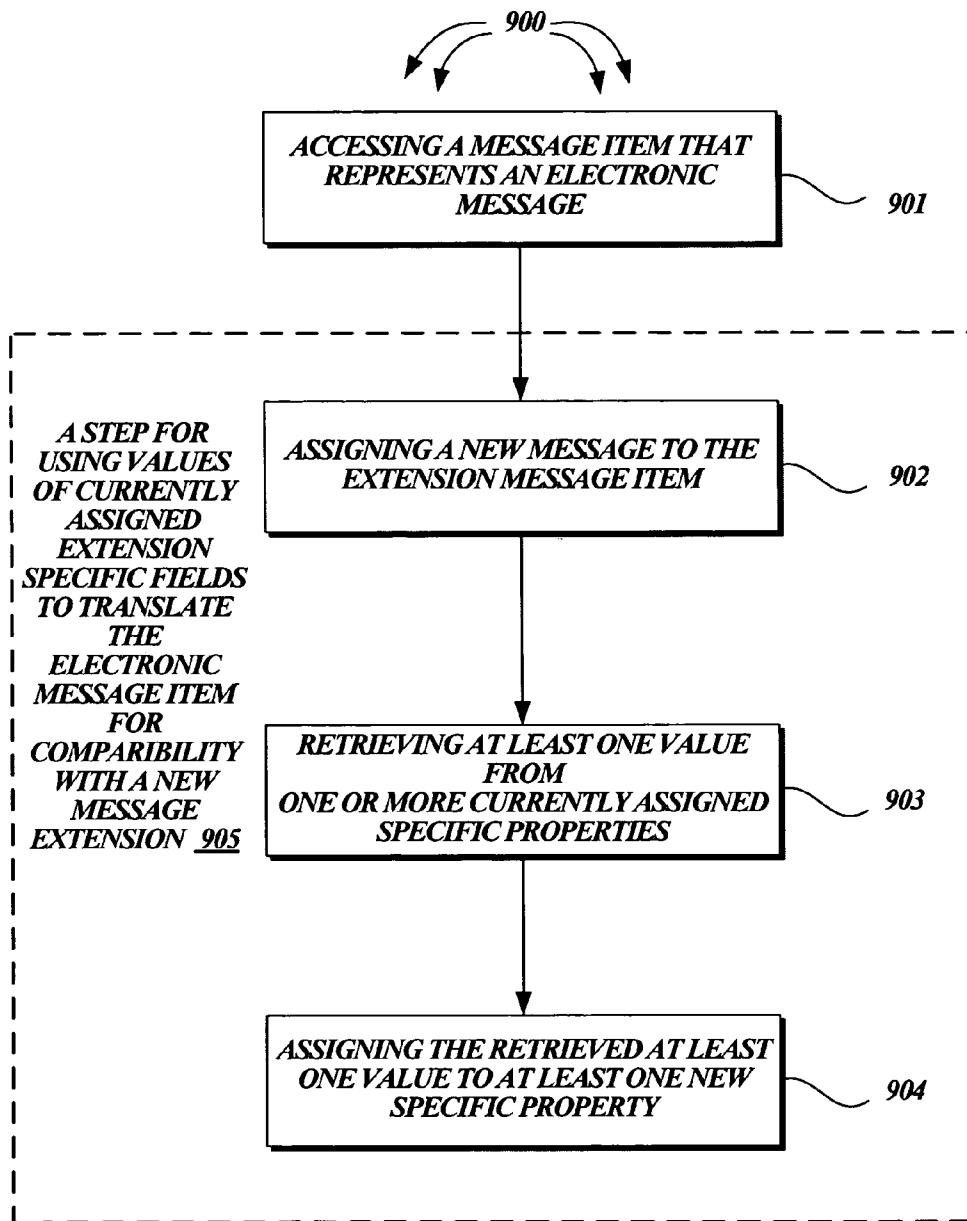 900
ACCESSING A MESSAGE ITEM THAT
REPRESENTS AN ELECTRONIC
MESSAGE
901
A STEP FOR
USING VALUES
OF CURRENTLY
ASSIGNED
EXTENSION
SPECIFIC FIELDS
TO TRANSLATE
THE
ELECTRONIC
MESSAGE ITEM
FOR
COMPARIBILITY
WITH A NEW
MESSAGE
EXTENSION 905
ASSIGNING A NEW MESSAGE TO THE
EXTENSION MESSAGE ITEM
902
RETRIEVING AT LEAST ONE VALUE
FROM
ONE OR MORE CURRENTLY ASSIGNED
SPECIFIC PROPERTIES
903
ASSIGNING THE RETRIEVED AT LEAST
ONE VALUE TO AT LEAST ONE NEW
SPECIFIC PROPERTY
904